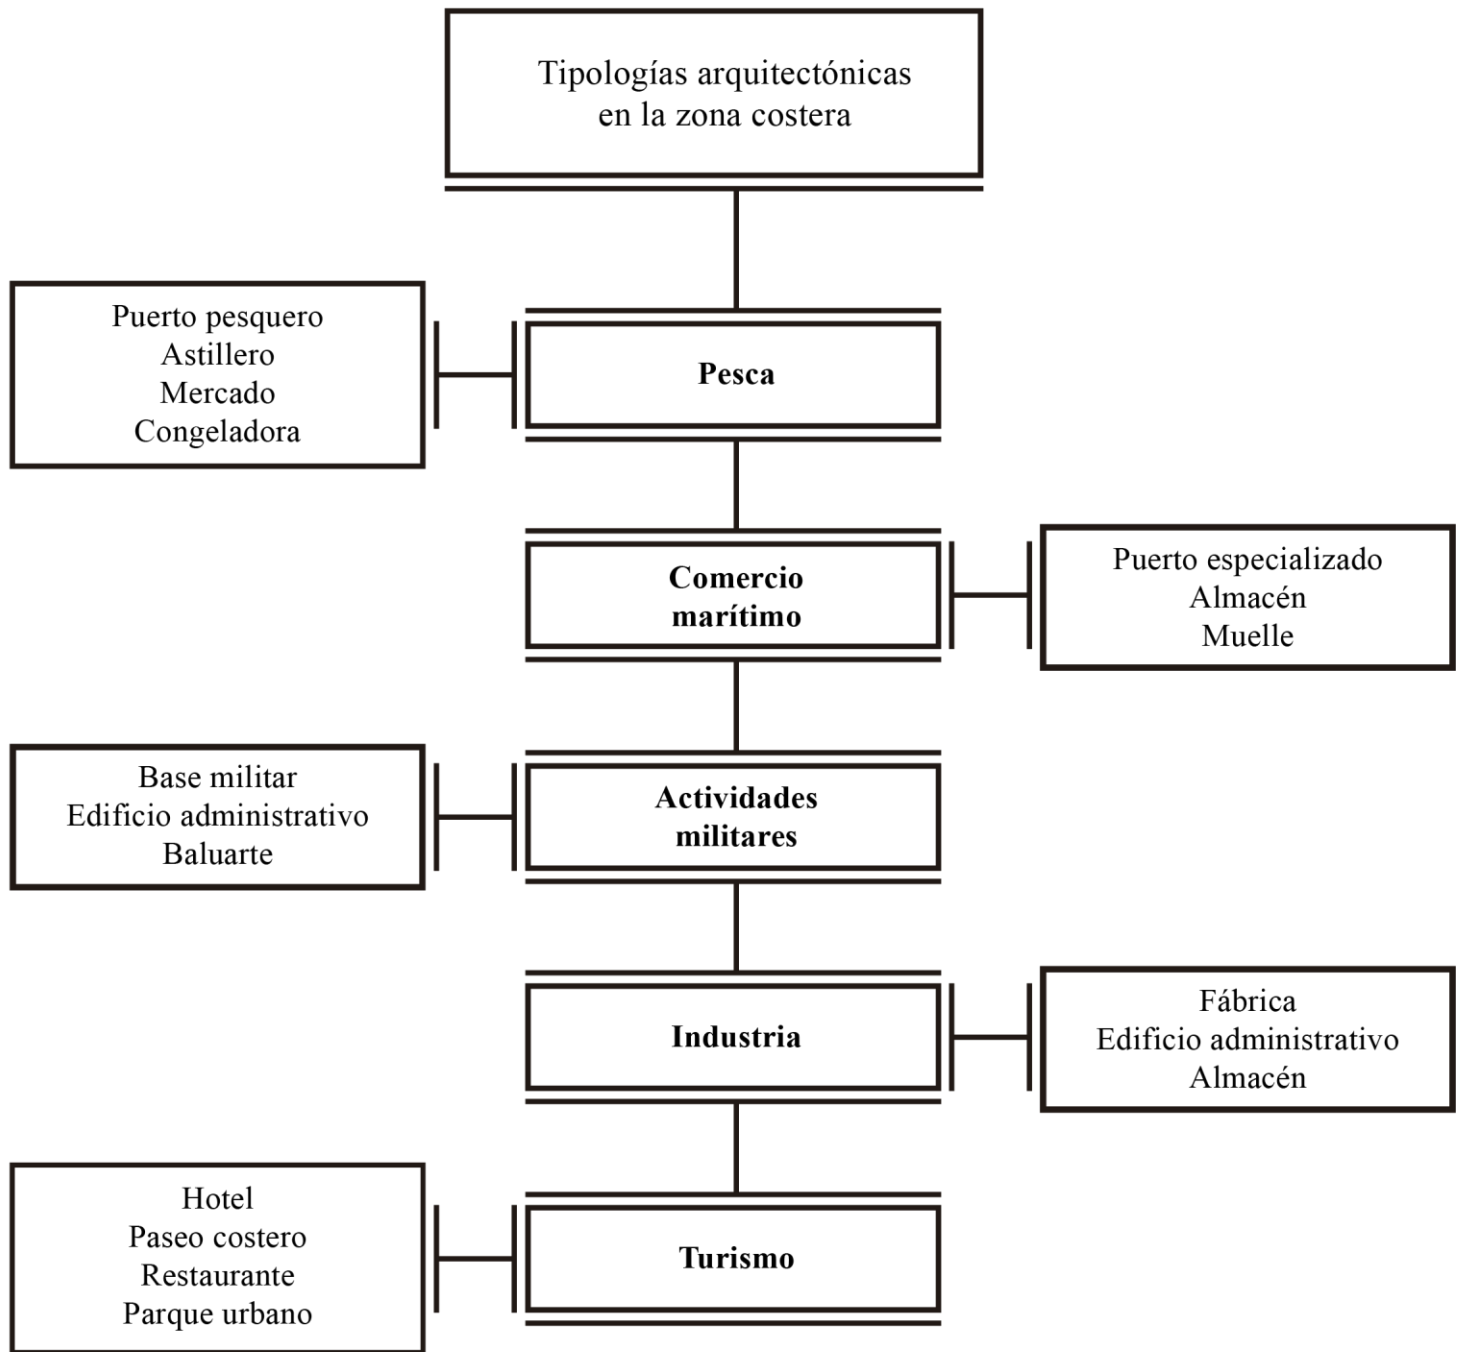 Tipologías arquitectónicas
en la zona costera
Puerto pesquero
Astillero
Mercado
Congeladora
Pesca
Comercio
marítimo
Puerto especializado
Almacén
Muelle
Base militar
Edificio administrativo
Baluarte
Actividades
militares
Industria
Fábrica
Edificio administrativo
Almacén
Hotel
Paseo costero
Restaurante
Parque urbano
Turismo